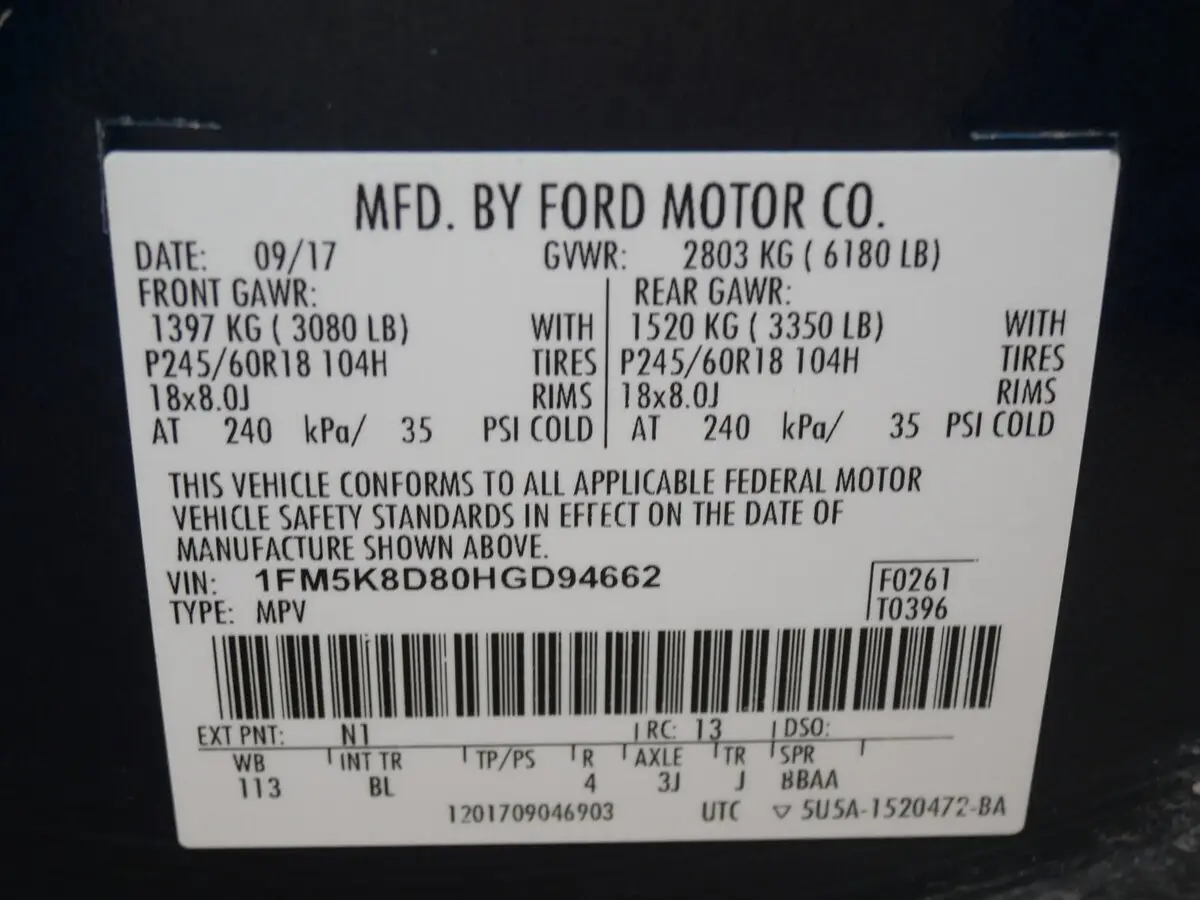 MFD. BY FORD MOTOR CO.
DATE: 09/17 GVWR: 2803 KG ( 6180 LB)
FRONT GAWR: REAR GAWR:
1397 KG ( 3080 LB) WITH 1520 KG ( 3350 LB) WITH
P245/60R18 104H TIRES P245/60R18 104H TIRES
18x8.0J RIMS 18x8.0J RIMS
AT 240 kPa/ 35 PSI COLD AT 240 kPa/ 35 PSI COLD
THIS VEHICLE CONFORMS TO ALL APPLICABLE FEDERAL MOTOR
VEHICLE SAFETY STANDARDS IN EFFECT ON THE DATE OF
MANUFACTURE SHOWN ABOVE.
VIN: 1FM5K8D80HGD94662 F0261
TYPE: MPV T0396
EXT PNT: N1 RC: 13 DSO:
WB INT TR TP/PS R AXLE TR SPR
113 BL 4 3J J BBAA
1201709046903 UTC ▽ 5U5A-1520472-BA